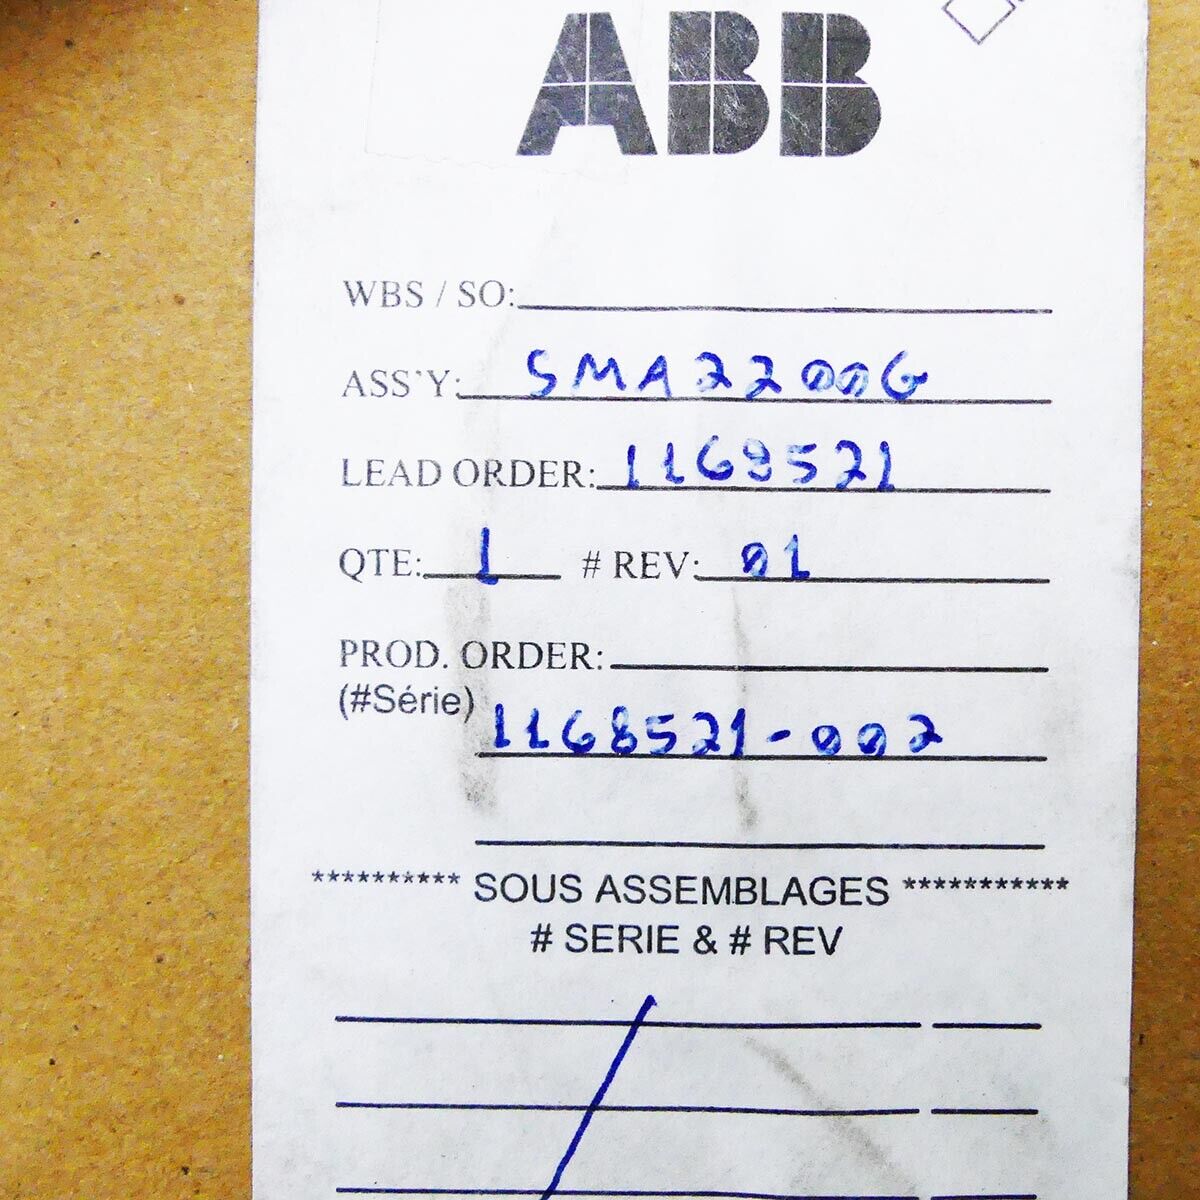 ABB
WBS / SO:
ASS'Y: SMA2200G
LEAD ORDER: 1168521
QTE: 1 # REV: 01
PROD. ORDER:
(#Série)
1168521-002
********** SOUS ASSEMBLAGES ***********
# SERIE & # REV